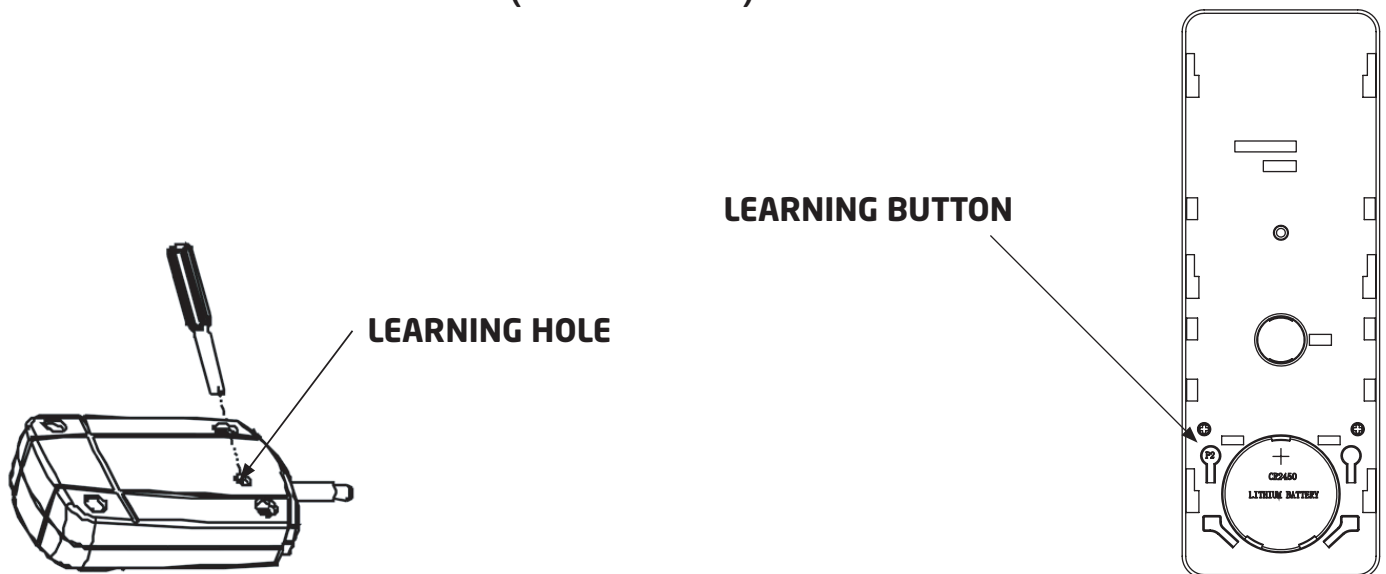 LEARNING BUTTON
LEARNING HOLE
P2
CR2450
LITHIUM BATTERY